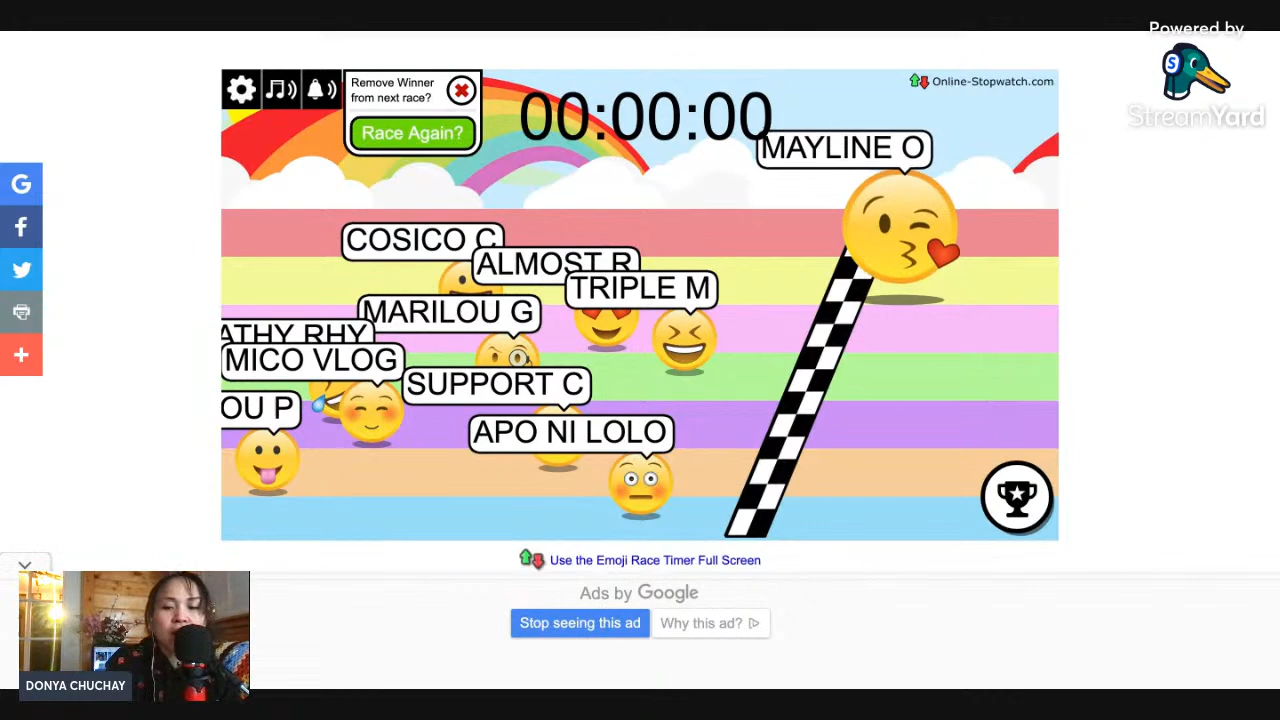 Powered by
S
StreamYard
Remove Winner
from next race?
Race Again?
00:00:00
Online-Stopwatch.com
MAYLINE O
COSICO C
ALMOST R
TRIPLE M
MARILOU G
ATHY RHY
MICO VLOG
SUPPORT C
OU P
APO NI LOLO
G
f
Use the Emoji Race Timer Full Screen
Ads by Google
Stop seeing this ad
Why this ad?
DONYA CHUCHAY